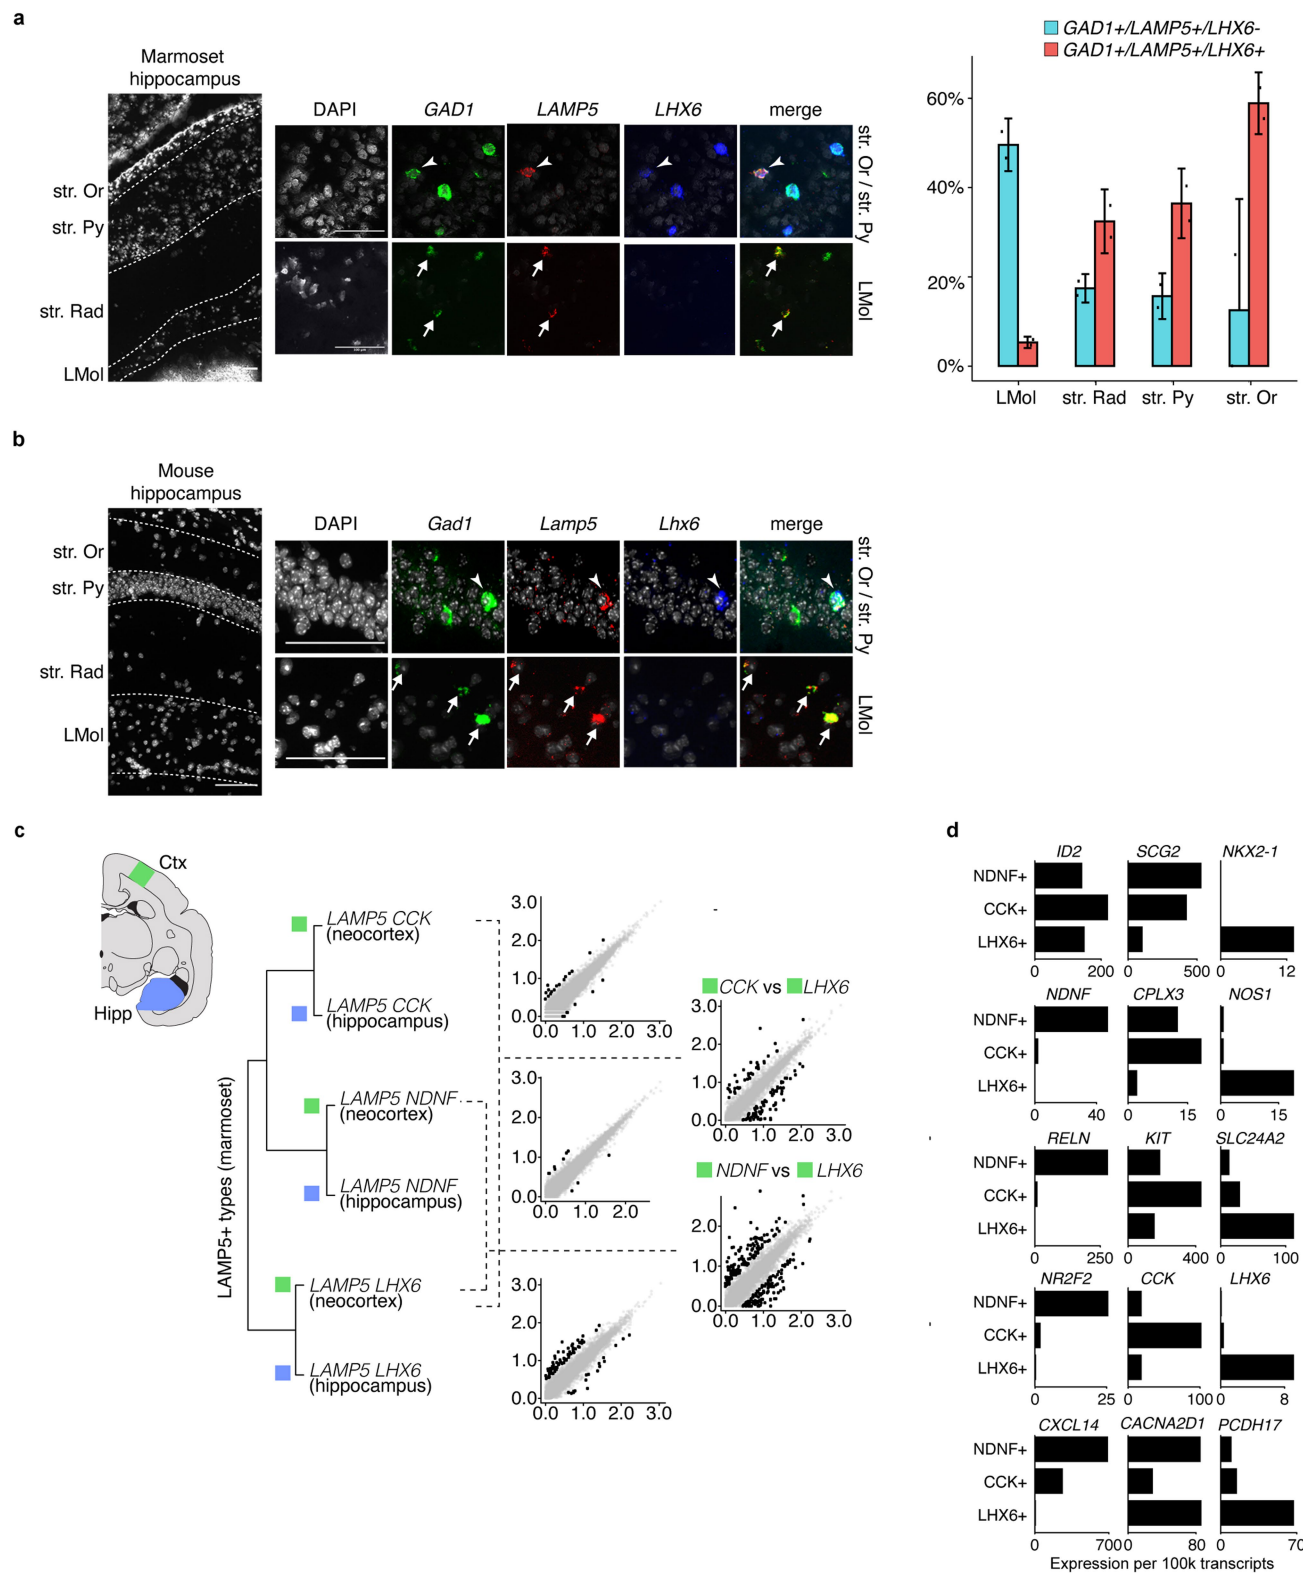 a
Marmoset
hippocampus
str. Or
str. Py
str. Rad
LMol
DAPI
GAD1
LAMP5
LHX6
merge
str. Or / str. Py
LMol
GAD1+/LAMP5+/LHX6-
GAD1+/LAMP5+/LHX6+
60%
40%
20%
0%
LMol str. Rad str. Py str. Or
b
Mouse
hippocampus
str. Or
str. Py
str. Rad
LMol
DAPI
Gad1
Lamp5
Lhx6
merge
str. Or / str. Py
LMol
c
Ctx
Hipp
LAMP5+ types (marmoset)
LAMP5 CCK
(neocortex)
LAMP5 CCK
(hippocampus)
LAMP5 NDNF
(neocortex)
LAMP5 NDNF
(hippocampus)
LAMP5 LHX6
(neocortex)
LAMP5 LHX6
(hippocampus)
3.0
2.0
1.0
0.0
0.0 1.0 2.0 3.0
3.0
2.0
1.0
0.0
0.0 1.0 2.0
3.0
2.0
1.0
0.0
0.0 1.0 2.0 3.0
CCK vs LHX6
3.0
2.0
1.0
0.0
0.0 1.0 2.0 3.0
NDNF vs LHX6
2.0
1.0
0.0
0.0 1.0 2.0 3.0
d
ID2 SCG2 NKX2-1
NDNF+
CCK+
LHX6+
0 200 0 500 0 12
NDNF CPLX3 NOS1
NDNF+
CCK+
LHX6+
0 40 0 15 0 15
RELN KIT SLC24A2
NDNF+
CCK+
LHX6+
0 250 0 400 0 100
NR2F2 CCK LHX6
NDNF+
CCK+
LHX6+
0 25 0 100 0 8
CXCL14 CACNA2D1 PCDH17
NDNF+
CCK+
LHX6+
0 700 0 80 0 70
Expression per 100k transcripts